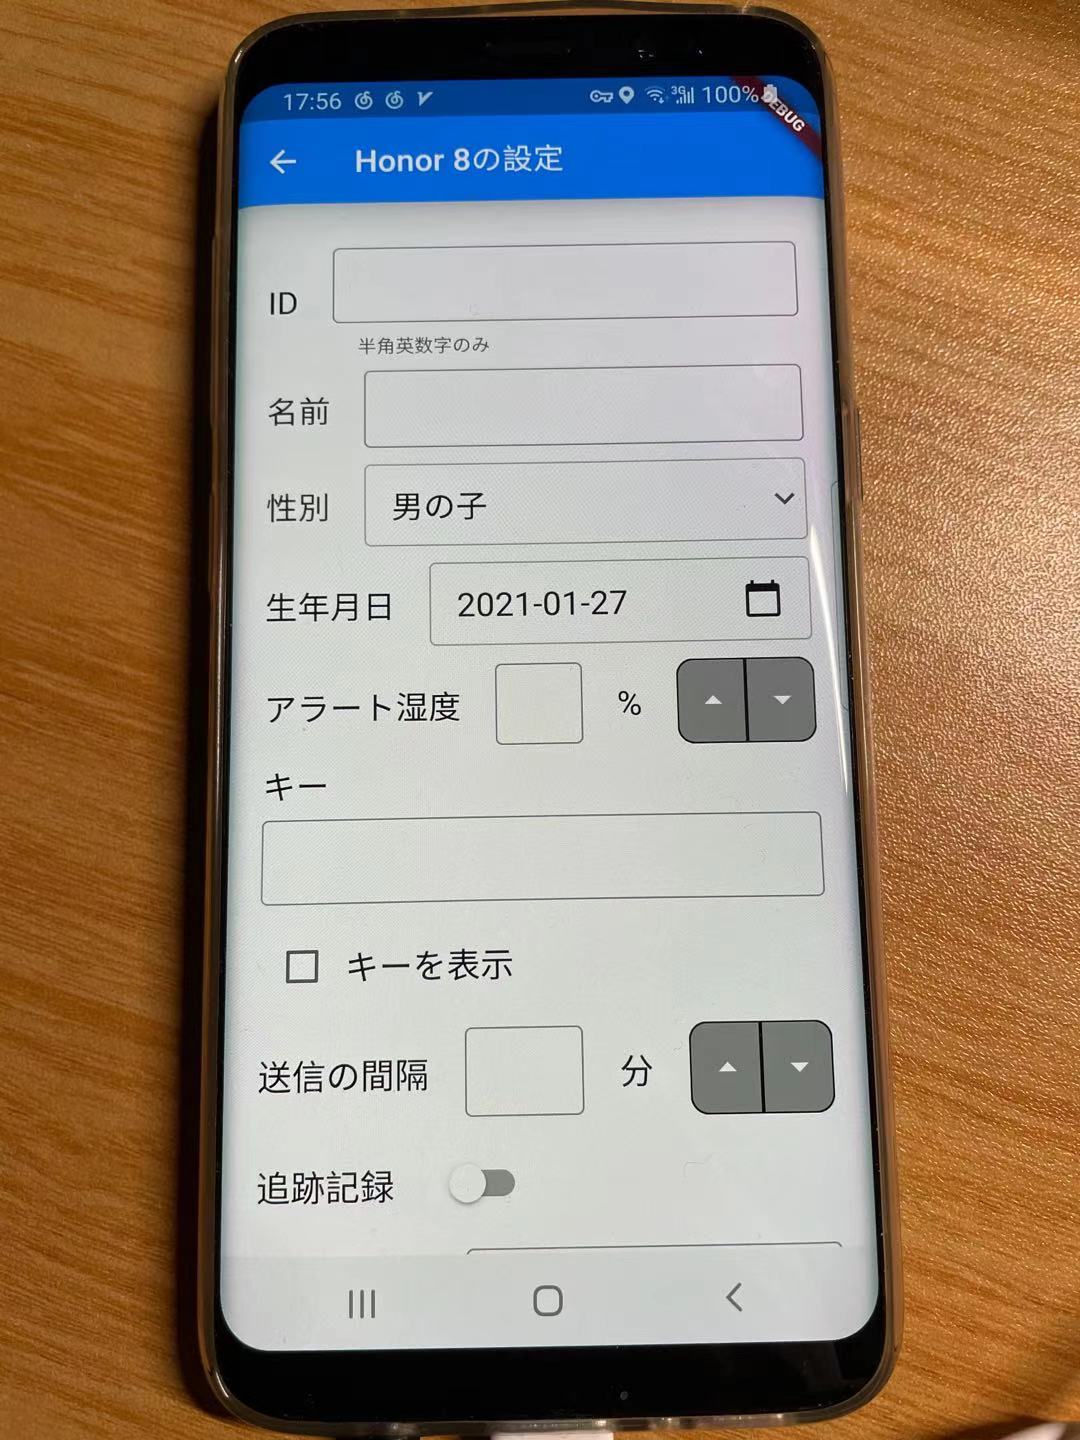 17:56
3G 100%
DEBUG
Honor 8の設定
ID
半角英数字のみ
名前
性別 男の子
生年月日 2021-01-27
アラート湿度 %
キー
キーを表示
送信の間隔 分
追跡記録